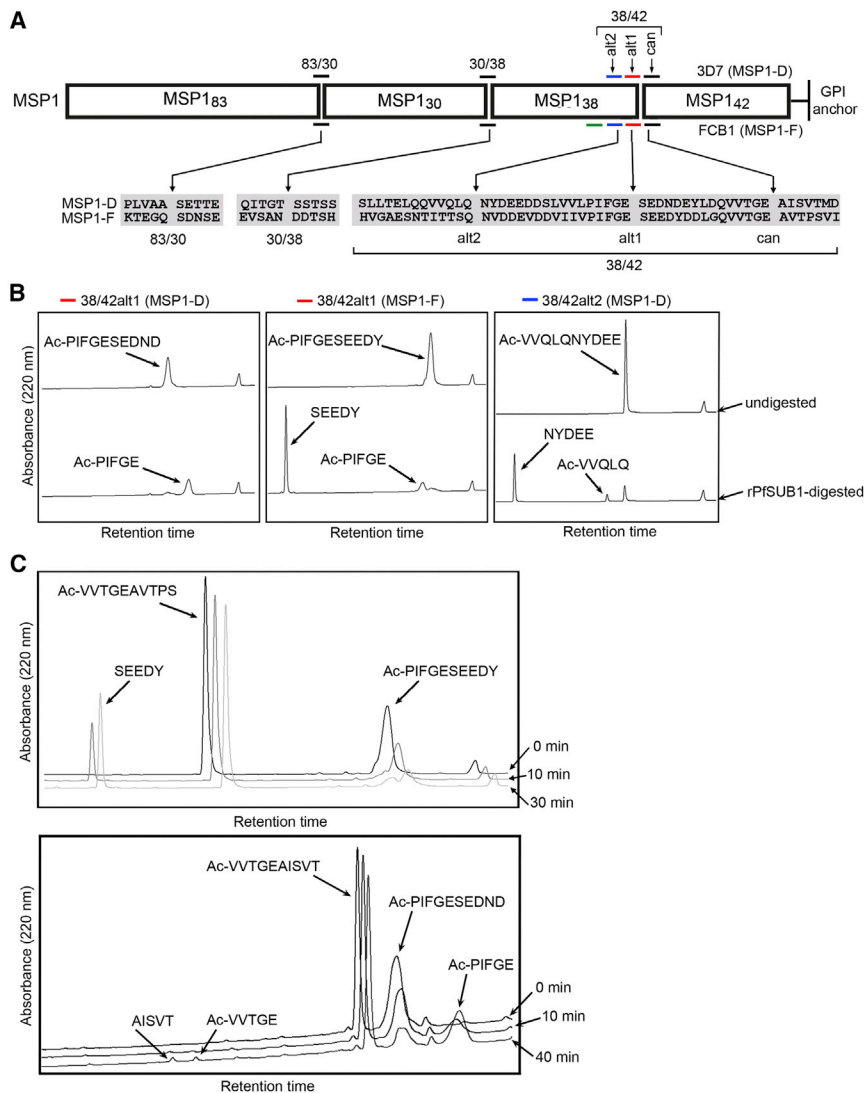 A
38/42
alt2 alt1 can
83/30 30/38 3D7 (MSP1-D)
MSP1 MSP183 MSP130 MSP138 MSP142 GPI
anchor
FCB1 (MSP1-F)
MSP1-D PLVAA SETTE QITGT SSTSS SLLTELQQVVQLQ NYDEEDDSLVVLPIFGE SEDNDEYLDQVVTGE AISVTMD
MSP1-F KTEGQ SDNSE EVSAN DDTSH HVGAESNTITTSQ NVDDEVDDVIIVPIFGE SEEDYDDLGQVVTGE AVTPSVI
83/30 30/38 alt2 alt1 can
38/42
B
38/42alt1 (MSP1-D) 38/42alt1 (MSP1-F) 38/42alt2 (MSP1-D)
Absorbance (220 nm)
Ac-PIFGESEDND Ac-PIFGESEEDY Ac-VVQLQNYDEE
undigested
SEEDY
NYDEE
Ac-PIFGE Ac-PIFGE Ac-VVQLQ
rPfSUB1-digested
Retention time Retention time Retention time
C
Absorbance (220 nm)
Ac-VVTGEAVTPS
SEEDY Ac-PIFGESEEDY
0 min
10 min
30 min
Retention time
Absorbance (220 nm)
Ac-VVTGEAISVT
Ac-PIFGESEDND
Ac-PIFGE
0 min
AISVT Ac-VVTGE
10 min
40 min
Retention time